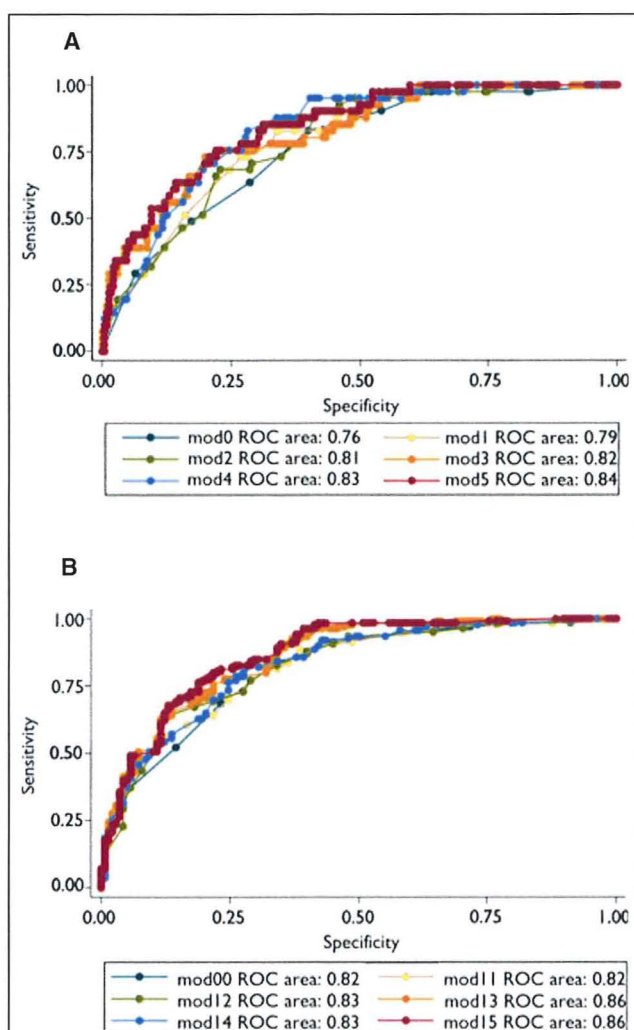 A
1.00
0.75
0.50
0.25
0.00
Sensitivity
0.00 0.25 0.50 0.75 1.00
Specificity
mod0 ROC area: 0.76 mod1 ROC area: 0.79
mod2 ROC area: 0.81 mod3 ROC area: 0.82
mod4 ROC area: 0.83 mod5 ROC area: 0.84
B
1.00
0.75
0.50
0.25
0.00
Sensitivity
0.00 0.25 0.50 0.75 1.00
Specificity
mod00 ROC area: 0.82 mod11 ROC area: 0.82
mod12 ROC area: 0.83 mod13 ROC area: 0.86
mod14 ROC area: 0.83 mod15 ROC area: 0.86